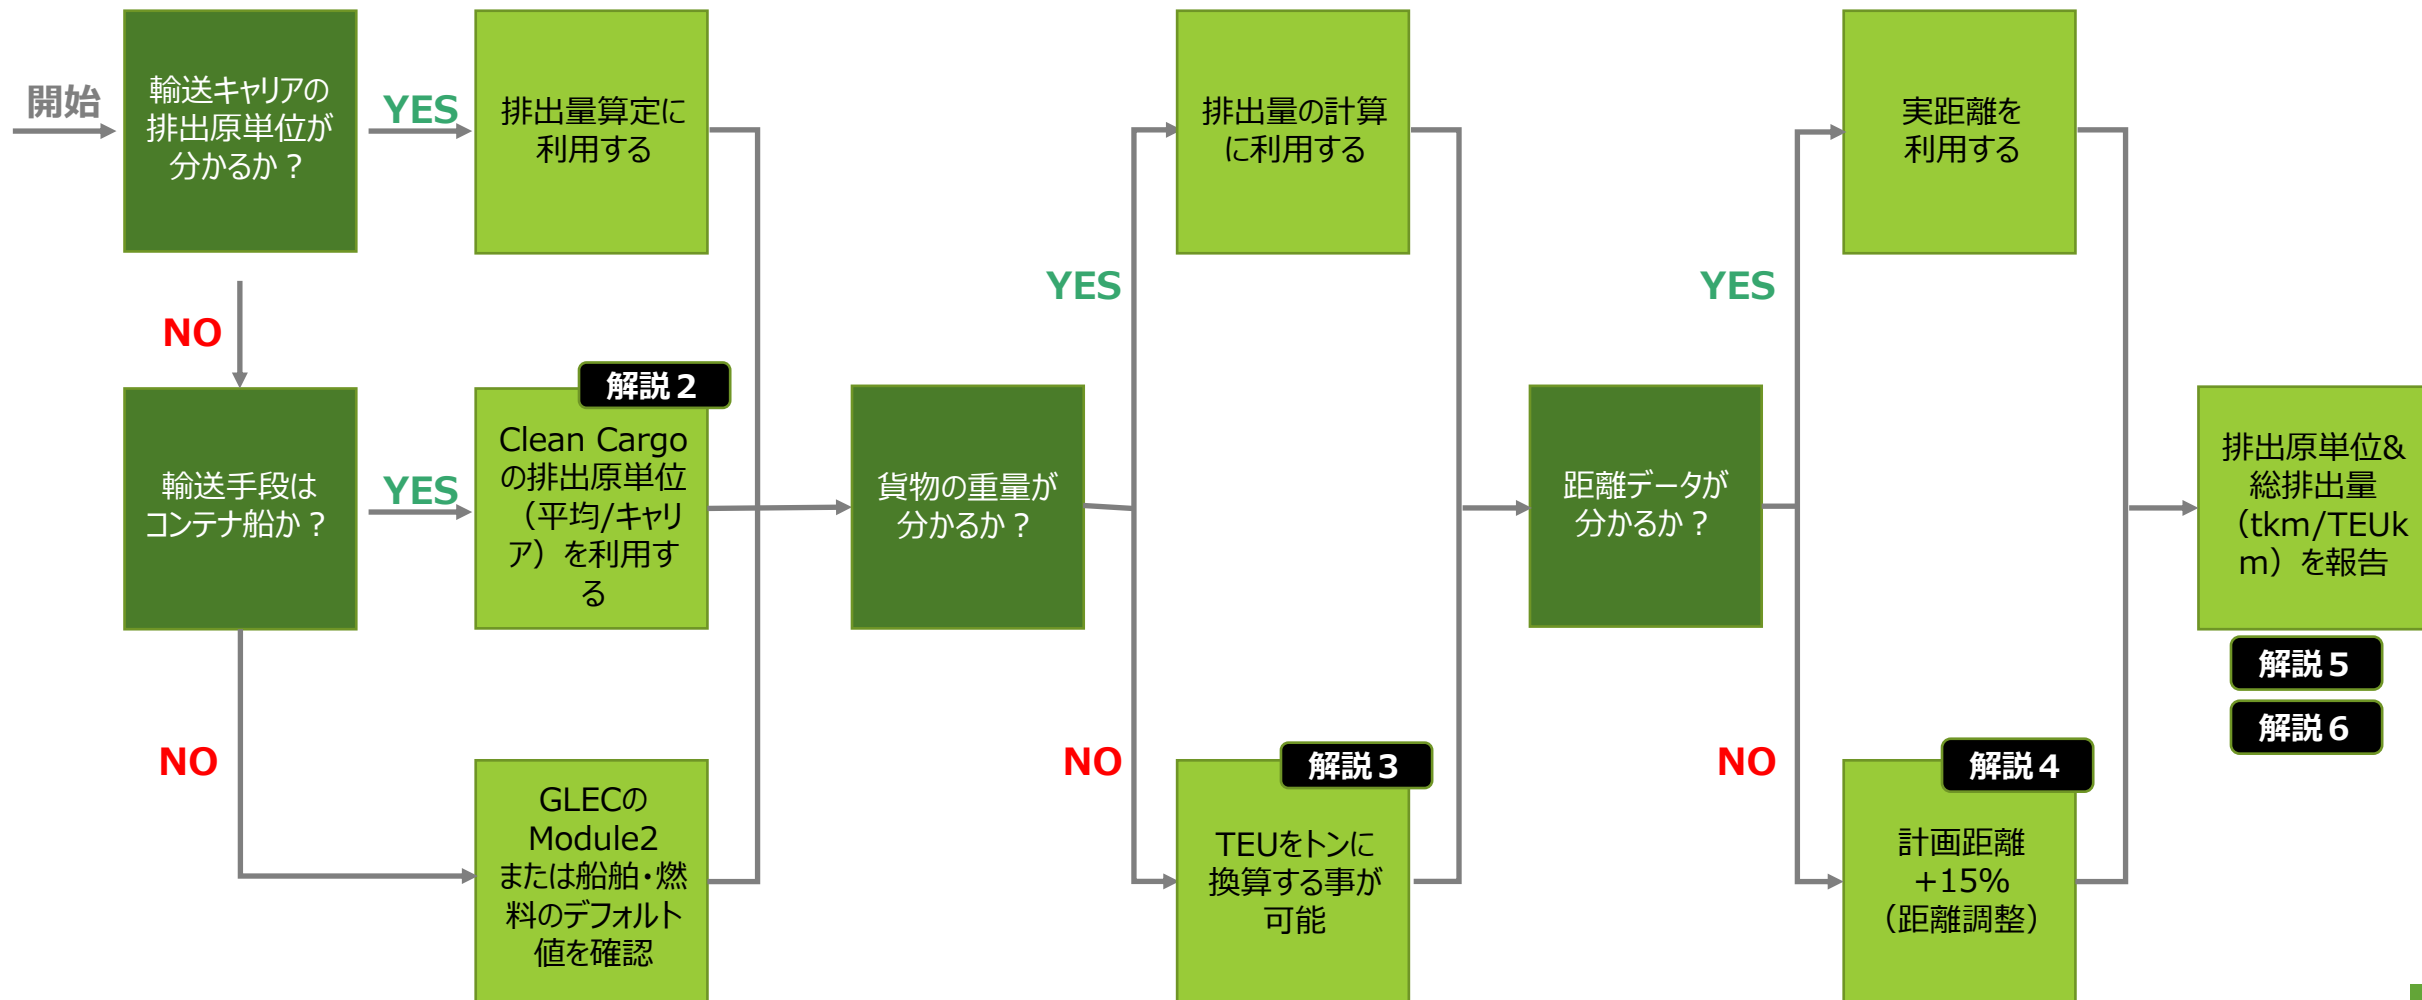 開始
輸送キャリアの
排出原単位が
分かるか？
YES
排出量算定に
利用する
NO
輸送手段は
コンテナ船か？
YES
解説２
Clean Cargo
の排出原単位
（平均/キャリ
ア）を利用す
る
NO
GLECの
Module2
または船舶・燃
料のデフォルト
値を確認
貨物の重量が
分かるか？
YES
排出量の計算
に利用する
NO
解説３
TEUをトンに
換算する事が
可能
距離データが
分かるか？
YES
実距離を
利用する
NO
解説４
計画距離
+15%
（距離調整）
排出原単位&
総排出量
（tkm/TEUk
m）を報告
解説５
解説６